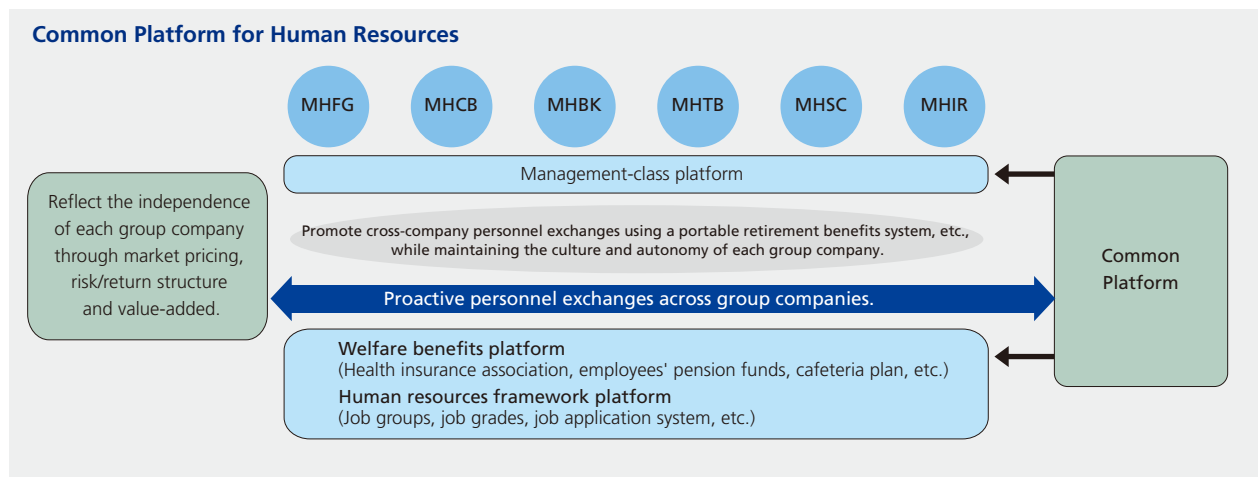 Common Platform for Human Resources
MHFG
MHCB
MHBK
MHTB
MHSC
MHIR
Management-class platform
Reflect the independence
of each group company
through market pricing,
risk/return structure
and value-added.
Promote cross-company personnel exchanges using a portable retirement benefits system, etc.,
while maintaining the culture and autonomy of each group company.
Common
Platform
Proactive personnel exchanges across group companies.
Welfare benefits platform
(Health insurance association, employees' pension funds, cafeteria plan, etc.)
Human resources framework platform
(Job groups, job grades, job application system, etc.)